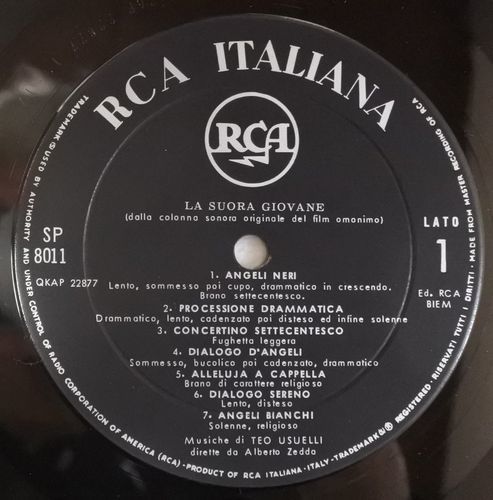 RCA ITALIANA
RCA
LA SUORA GIOVANE
(dalla colonna sonora originale del film omonimo)
SP
8011
QKAP 22877
LATO
1
Ed. RCA
BIEM
1. ANGELI NERI
Lento, sommesso poi cupo, drammatico in crescendo.
Brano settecentesco.
2. PROCESSIONE DRAMMATICA
Drammatico, lento, cadenzato poi disteso ed infine solenne
3. CONCERTINO SETTECENTESCO
Fughetta leggera
4. DIALOGO D'ANGELI
Sommesso, bucolico poi cadenzato, drammatico
5. ALLELUJA A CAPPELLA
Brano di carattere religioso
6. DIALOGO SERENO
Lento, disteso
7. ANGELI BIANCHI
Solenne, religioso
Musiche di TEO USUELLI
dirette da Alberto Zedda
TRADEMARK ® USED BY AUTHORITY AND UNDER CONTROL OF RADIO CORPORATION OF AMERICA (RCA) - PRODUCT OF RCA ITALIANA - ITALY - TRADEMARK(S) ® REGISTERED. RISERVATI TUTTI I DIRITTI. MADE FROM MASTER RECORDING OF RCA